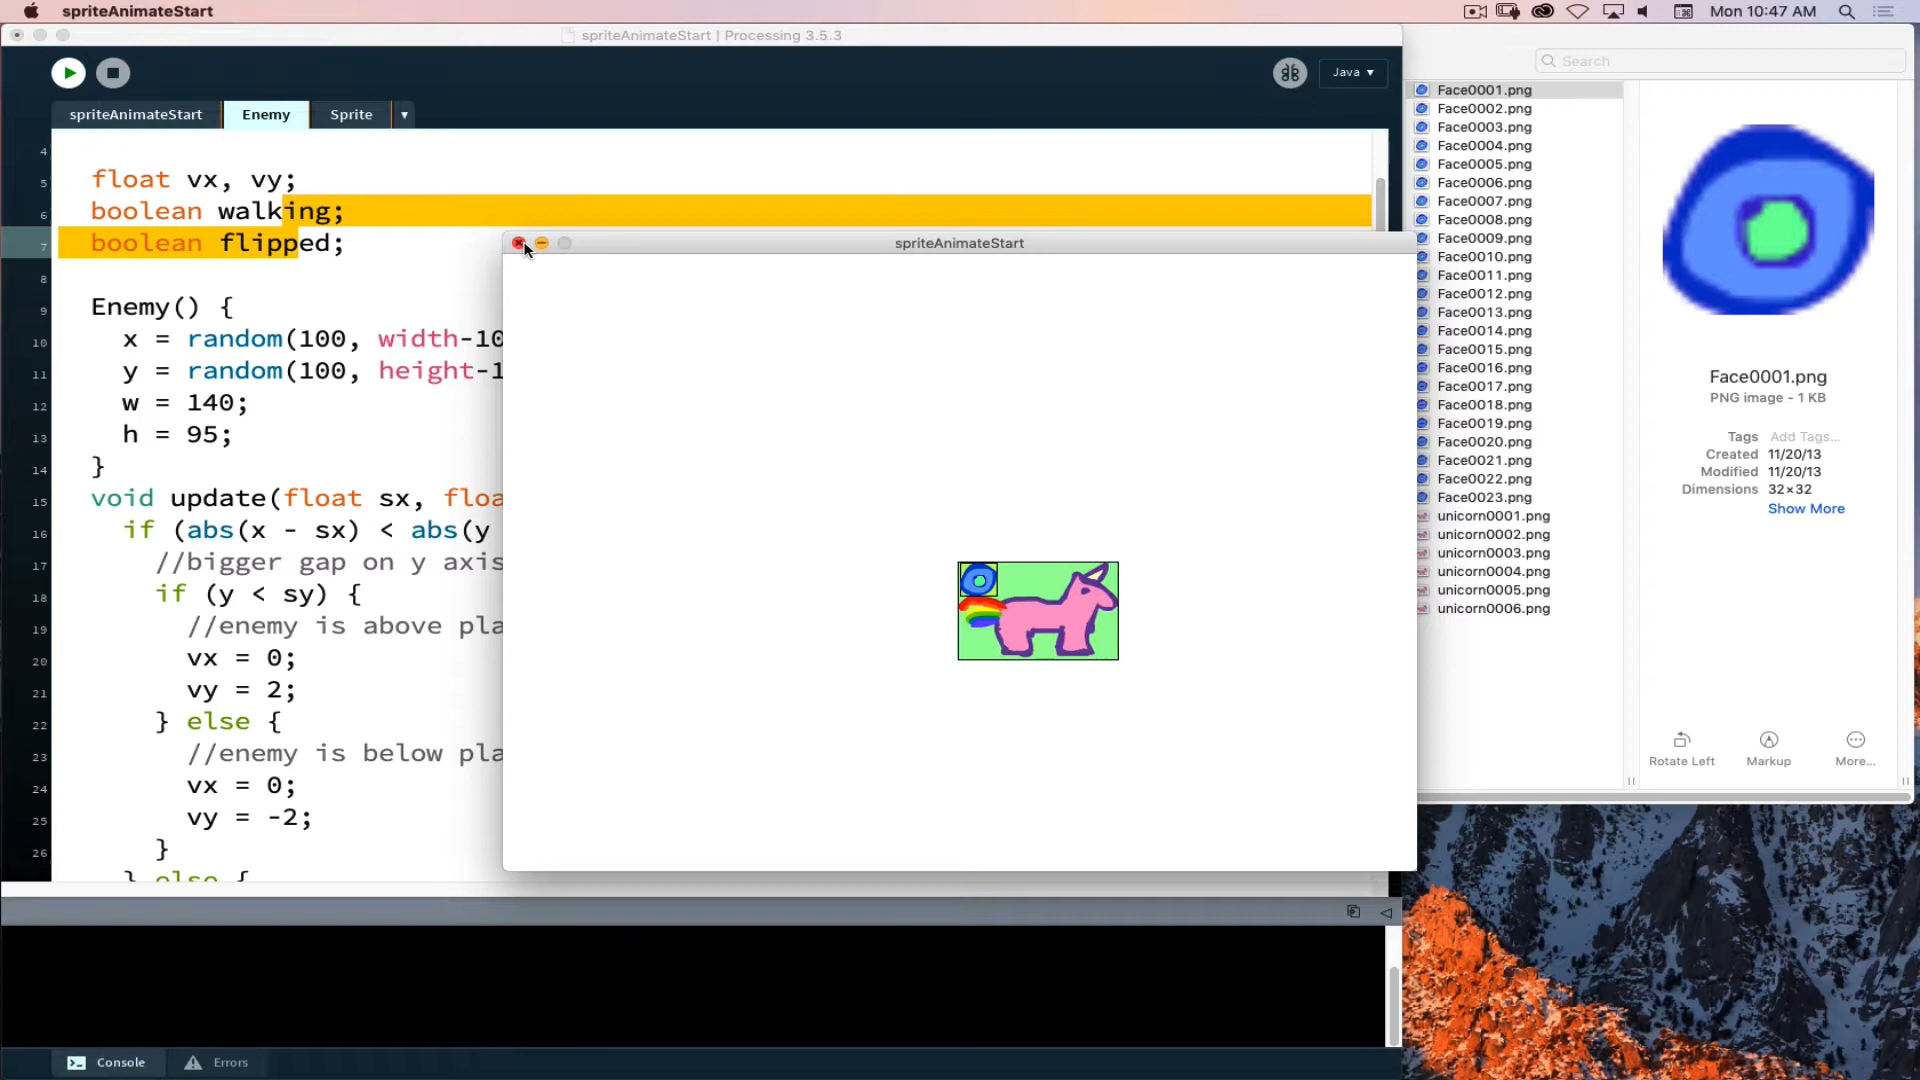 spriteAnimateStart
Mon 10:47 AM
spriteAnimateStart | Processing 3.5.3
Java ▾
spriteAnimateStart Enemy Sprite ▾
4
5 float vx, vy;
6 boolean walking;
7 boolean flipped;
8
9 Enemy() {
10 x = random(100, width-10
11 y = random(100, height-1
12 w = 140;
13 h = 95;
14 }
15 void update(float sx, floa
16 if (abs(x - sx) < abs(y
17 //bigger gap on y axis
18 if (y < sy) {
19 //enemy is above pla
20 vx = 0;
21 vy = 2;
22 } else {
23 //enemy is below pla
24 vx = 0;
25 vy = -2;
26 }
} else {
Console
Errors
spriteAnimateStart
Search
Face0001.png
Face0002.png
Face0003.png
Face0004.png
Face0005.png
Face0006.png
Face0007.png
Face0008.png
Face0009.png
Face0010.png
Face0011.png
Face0012.png
Face0013.png
Face0014.png
Face0015.png
Face0016.png
Face0017.png
Face0018.png
Face0019.png
Face0020.png
Face0021.png
Face0022.png
Face0023.png
unicorn0001.png
unicorn0002.png
unicorn0003.png
unicorn0004.png
unicorn0005.png
unicorn0006.png
Face0001.png
PNG image - 1 KB
Tags Add Tags...
Created 11/20/13
Modified 11/20/13
Dimensions 32×32
Show More
Rotate Left
Markup
More...